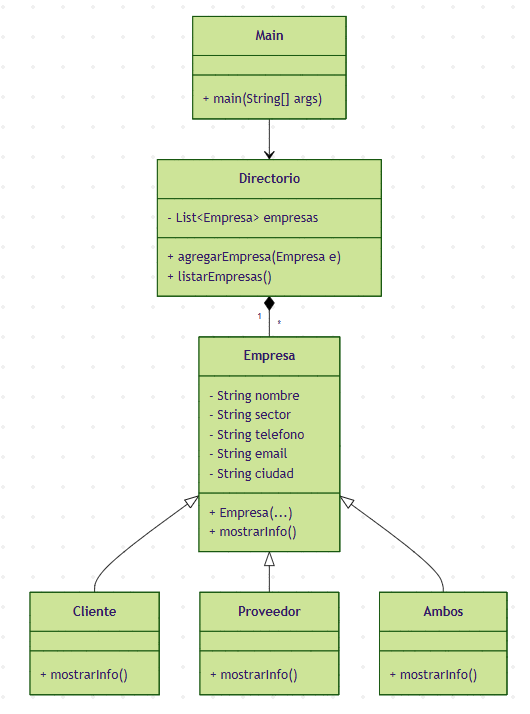 Main
+ main(String[] args)
Directorio
- List<Empresa> empresas
+ agregarEmpresa(Empresa e)
+ listarEmpresas()
1
*
Empresa
- String nombre
- String sector
- String telefono
- String email
- String ciudad
+ Empresa(...)
+ mostrarInfo()
Cliente
+ mostrarInfo()
Proveedor
+ mostrarInfo()
Ambos
+ mostrarInfo()